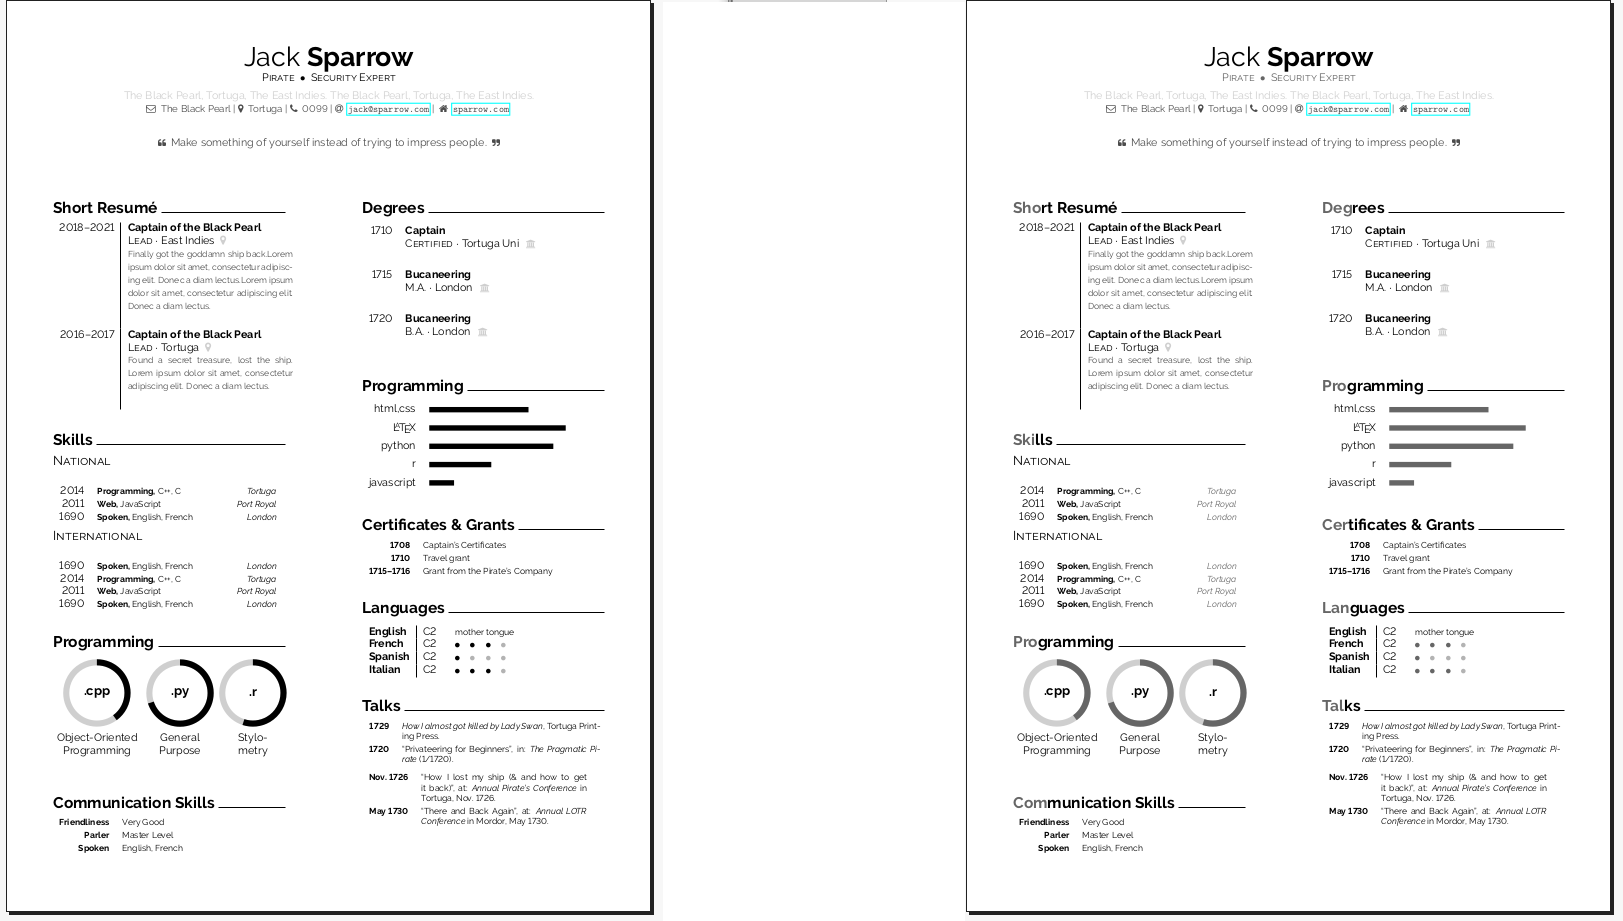 Jack Sparrow
PIRATE ● SECURITY EXPERT
The Black Pearl, Tortuga, The East Indies. The Black Pearl, Tortuga, The East Indies.
The Black Pearl | Tortuga | 0099 | @ jack@sparrow.com | sparrow.com
❝ Make something of yourself instead of trying to impress people. ❞
Short Resumé
2018–2021 Captain of the Black Pearl
LEAD · East Indies
Finally got the goddamn ship back.Lorem
ipsum dolor sit amet, consectetur adipisc-
ing elit. Donec a diam lectus.Lorem ipsum
dolor sit amet, consectetur adipiscing elit.
Donec a diam lectus.
2016–2017 Captain of the Black Pearl
LEAD · Tortuga
Found a secret treasure, lost the ship.
Lorem ipsum dolor sit amet, consectetur
adipiscing elit. Donec a diam lectus.
Skills
NATIONAL
2014 Programming, C++, C Tortuga
2011 Web, JavaScript Port Royal
1690 Spoken, English, French London
INTERNATIONAL
1690 Spoken, English, French London
2014 Programming, C++, C Tortuga
2011 Web, JavaScript Port Royal
1690 Spoken, English, French London
Programming
.cpp .py .r
Object-Oriented General Stylo-
Programming Purpose metry
Communication Skills
Friendliness Very Good
Parler Master Level
Spoken English, French
Degrees
1710 Captain
CERTIFIED · Tortuga Uni
1715 Bucaneering
M.A. · London
1720 Bucaneering
B.A. · London
Programming
html,css
LATEX
python
r
javascript
Certificates & Grants
1708 Captain's Certificates
1710 Travel grant
1715–1716 Grant from the Pirate's Company
Languages
English C2 mother tongue
French C2
Spanish C2
Italian C2
Talks
1729 How I almost got killed by Lady Swan, Tortuga Print-
ing Press.
1720 “Privateering for Beginners”, in: The Pragmatic Pi-
rate (1/1720).
Nov. 1726 “How I lost my ship (& and how to get
it back)”, at: Annual Pirate's Conference in
Tortuga, Nov. 1726.
May 1730 “There and Back Again”, at: Annual LOTR
Conference in Mordor, May 1730.
Jack Sparrow
PIRATE ● SECURITY EXPERT
The Black Pearl, Tortuga, The East Indies. The Black Pearl, Tortuga, The East Indies.
The Black Pearl | Tortuga | 0099 | @ jack@sparrow.com | sparrow.com
❝ Make something of yourself instead of trying to impress people. ❞
Short Resumé
2018–2021 Captain of the Black Pearl
LEAD · East Indies
Finally got the goddamn ship back.Lorem
ipsum dolor sit amet, consectetur adipisc-
ing elit. Donec a diam lectus.Lorem ipsum
dolor sit amet, consectetur adipiscing elit.
Donec a diam lectus.
2016–2017 Captain of the Black Pearl
LEAD · Tortuga
Found a secret treasure, lost the ship.
Lorem ipsum dolor sit amet, consectetur
adipiscing elit. Donec a diam lectus.
Skills
NATIONAL
2014 Programming, C++, C Tortuga
2011 Web, JavaScript Port Royal
1690 Spoken, English, French London
INTERNATIONAL
1690 Spoken, English, French London
2014 Programming, C++, C Tortuga
2011 Web, JavaScript Port Royal
1690 Spoken, English, French London
Programming
.cpp .py .r
Object-Oriented General Stylo-
Programming Purpose metry
Communication Skills
Friendliness Very Good
Parler Master Level
Spoken English, French
Degrees
1710 Captain
CERTIFIED · Tortuga Uni
1715 Bucaneering
M.A. · London
1720 Bucaneering
B.A. · London
Programming
html,css
LATEX
python
r
javascript
Certificates & Grants
1708 Captain's Certificates
1710 Travel grant
1715–1716 Grant from the Pirate's Company
Languages
English C2 mother tongue
French C2
Spanish C2
Italian C2
Talks
1729 How I almost got killed by Lady Swan, Tortuga Print-
ing Press.
1720 “Privateering for Beginners”, in: The Pragmatic Pi-
rate (1/1720).
Nov. 1726 “How I lost my ship (& and how to get
it back)”, at: Annual Pirate's Conference in
Tortuga, Nov. 1726.
May 1730 “There and Back Again”, at: Annual LOTR
Conference in Mordor, May 1730.